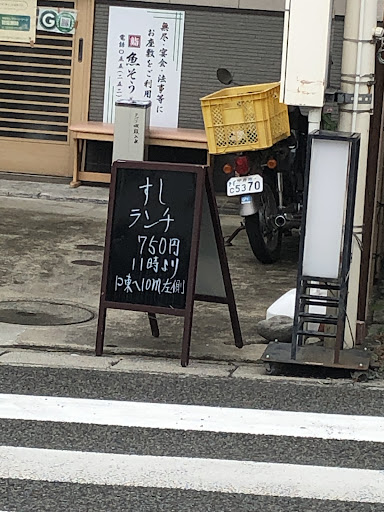 無尽・宴会・法事等に
お座敷をご利用
鮨 魚そう
すし
ランチ
750円
11時より
東へ10m左側
C5370